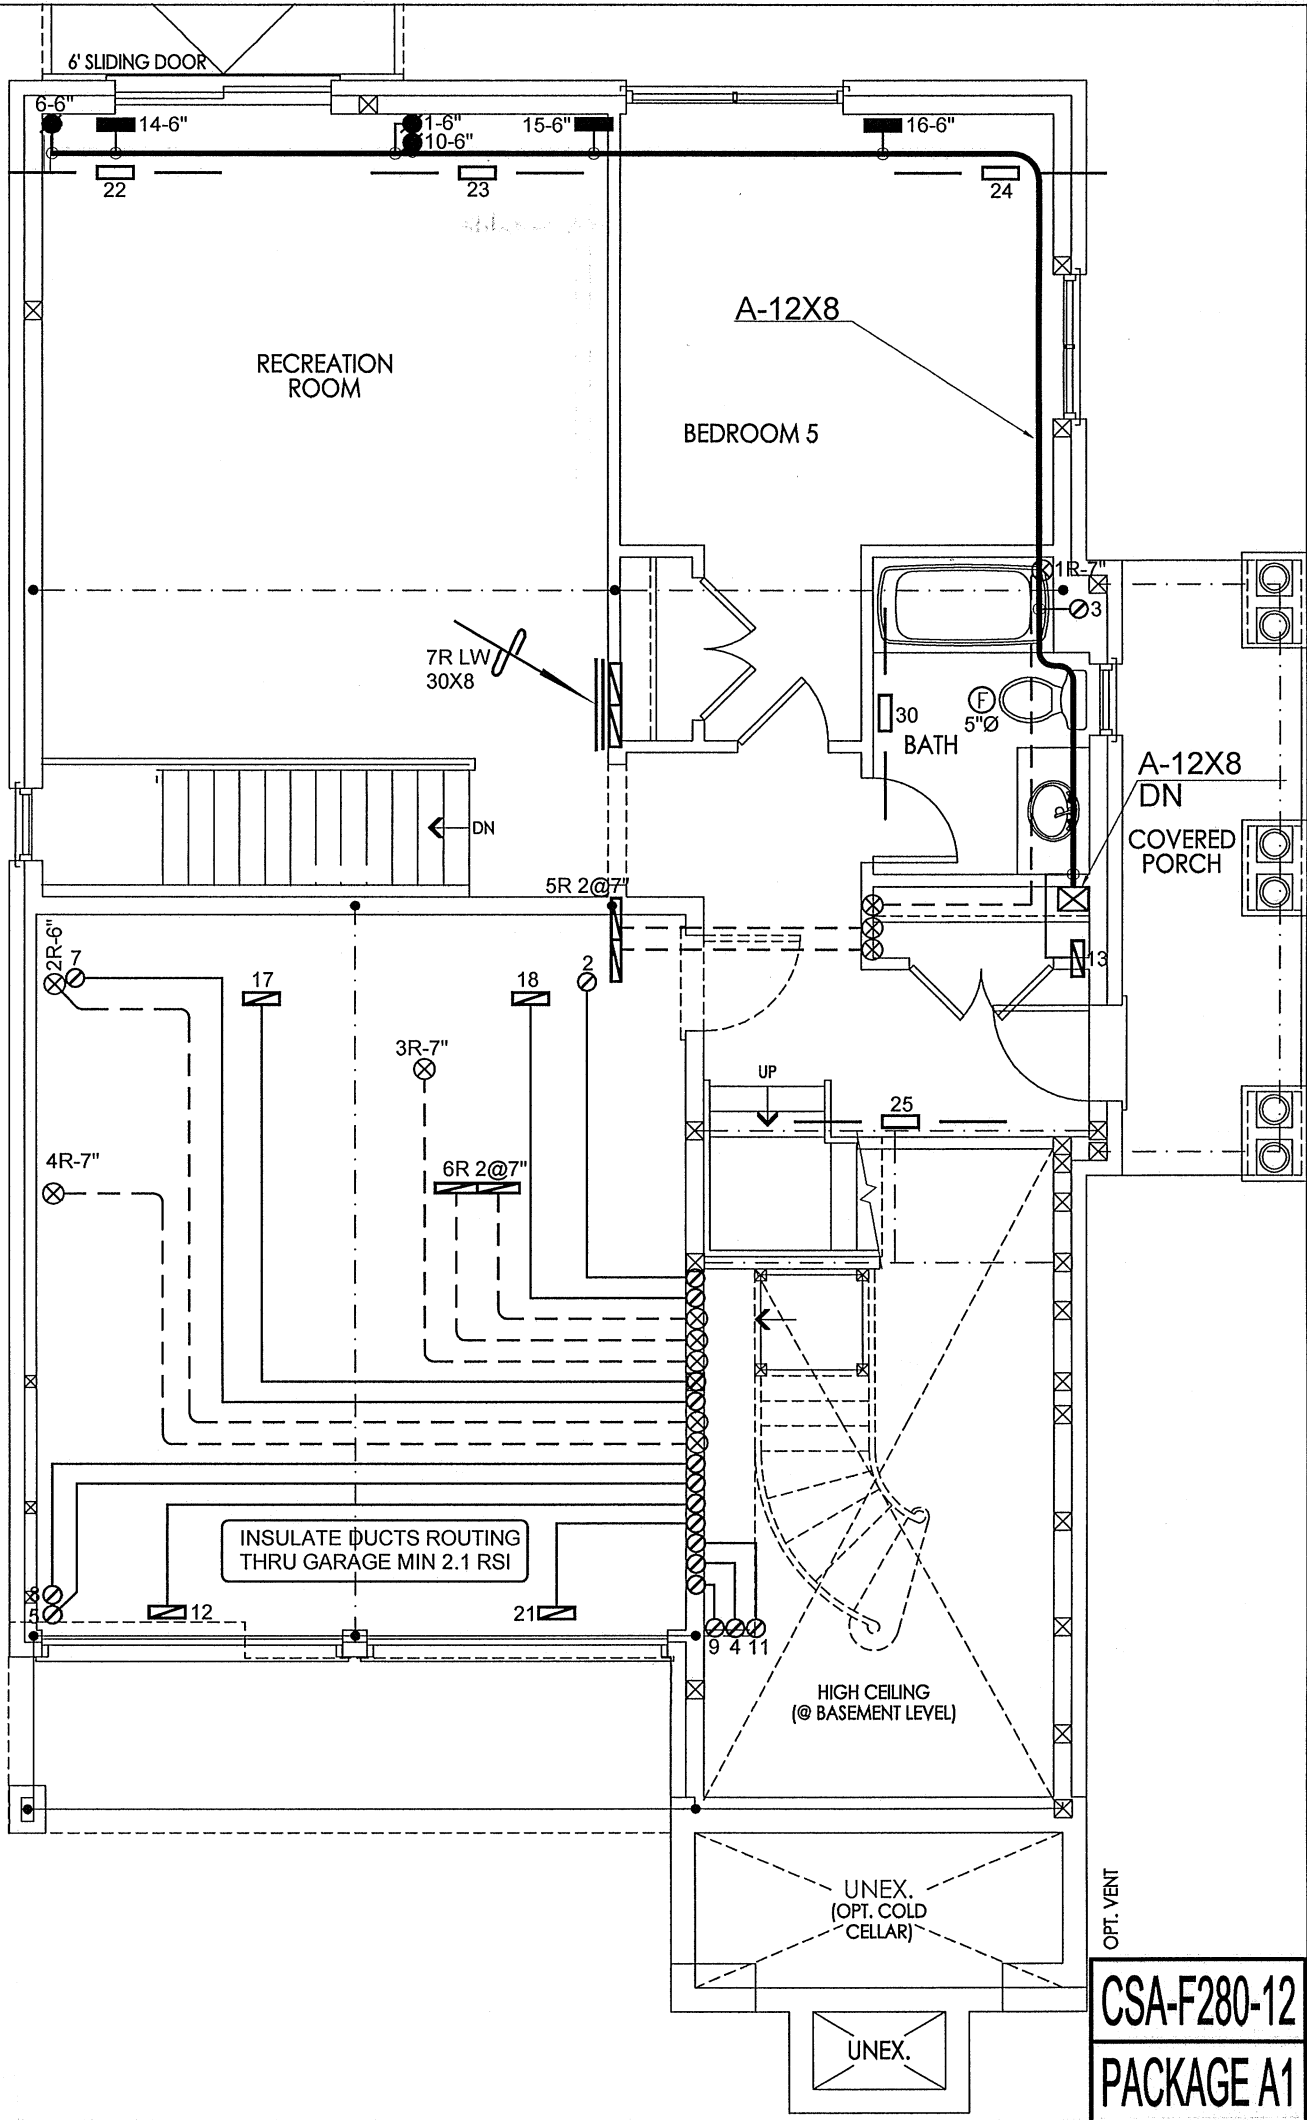 6' SLIDING DOOR
6-6"
14-6"
1-6"
10-6"
15-6"
16-6"
22
23
24
A-12X8
RECREATION
ROOM
BEDROOM 5
1R-7"
3
7R LW
30X8
F
5"Ø
30
BATH
A-12X8
DN
COVERED
PORCH
DN
5R 2@7"
2R-6"
7
17
18
2
13
3R-7"
UP
25
4R-7"
6R 2@7"
INSULATE DUCTS ROUTING
THRU GARAGE MIN 2.1 RSI
5
12
21
9 4 11
HIGH CEILING
(@ BASEMENT LEVEL)
UNEX.
(OPT. COLD
CELLAR)
OPT. VENT
UNEX.
CSA-F280-12
PACKAGE A1